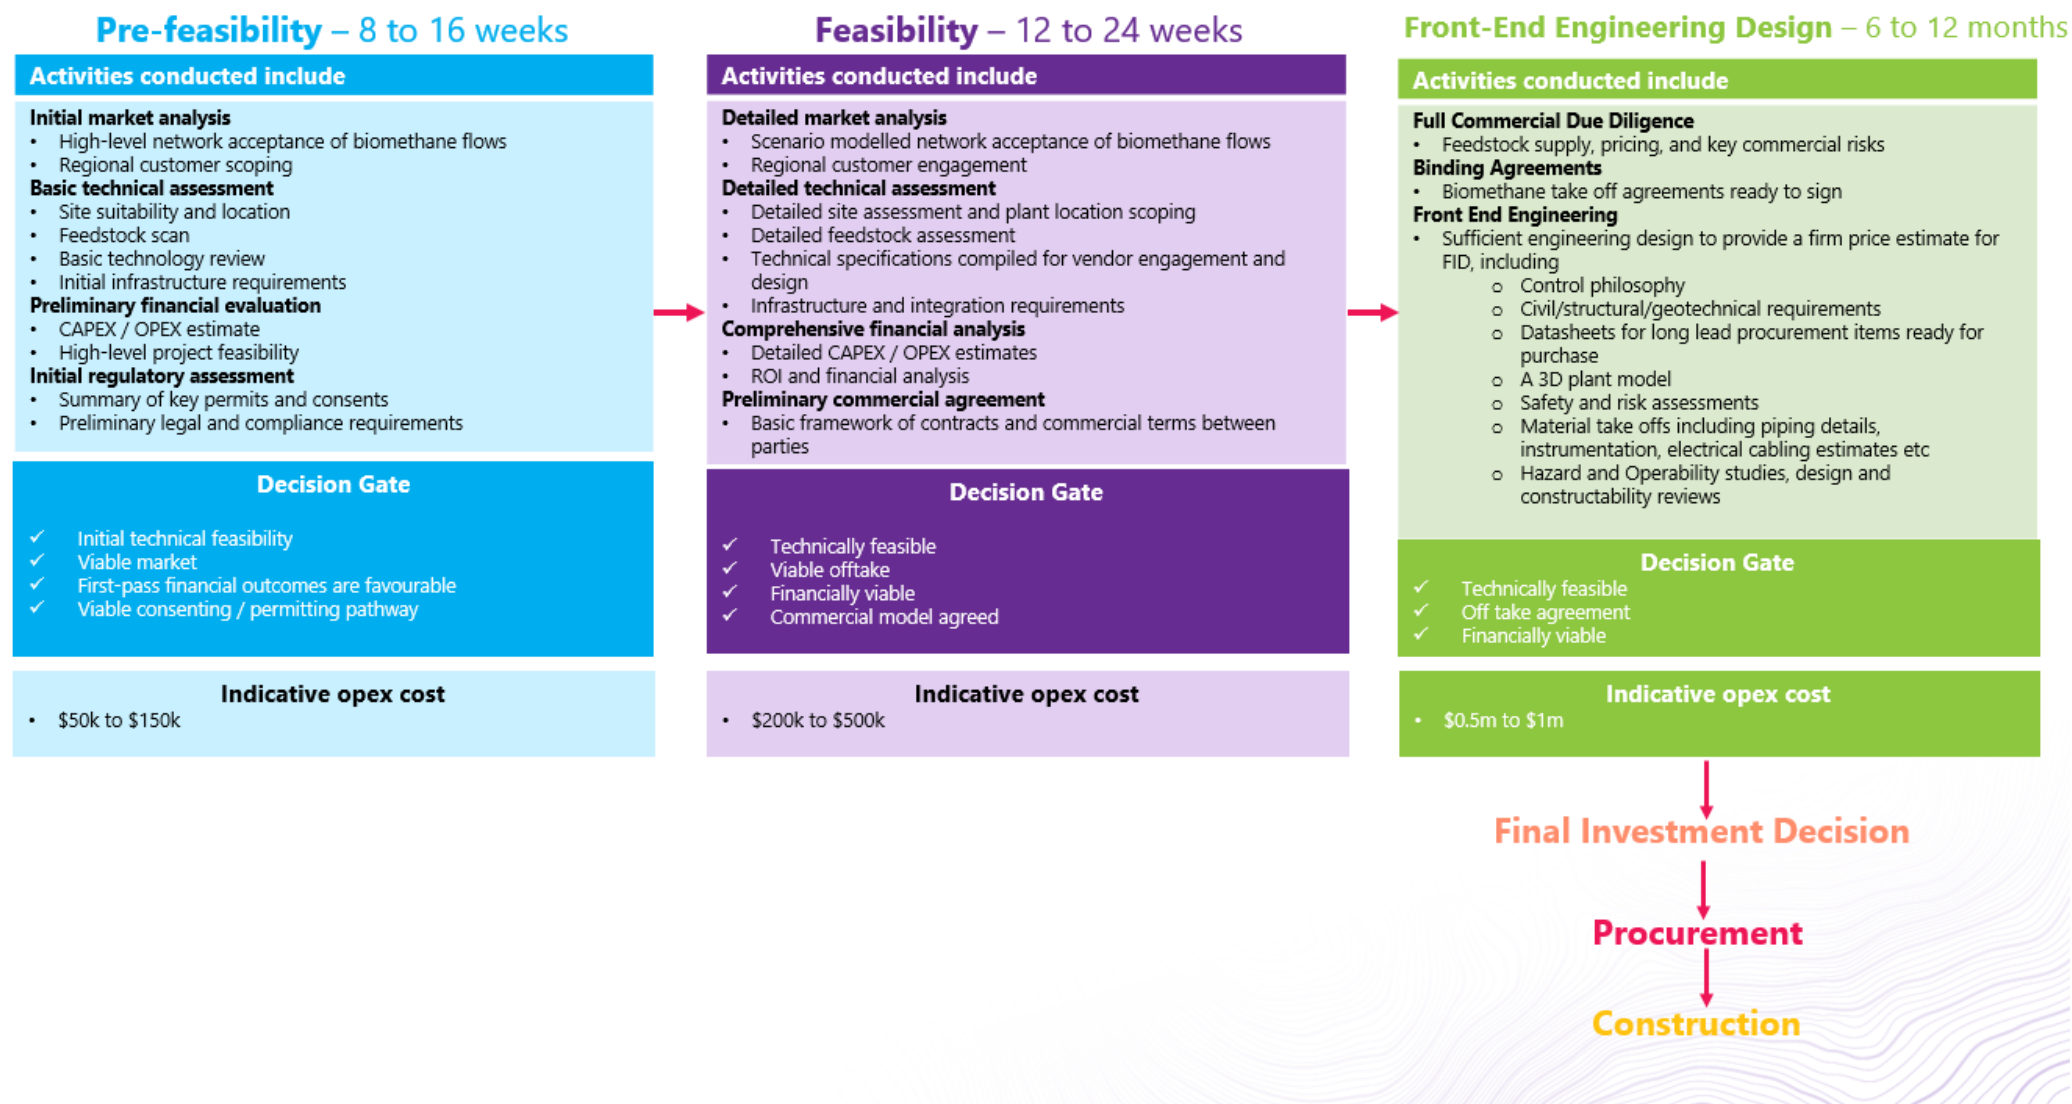 Pre-feasibility – 8 to 16 weeks
Activities conducted include
Initial market analysis
• High-level network acceptance of biomethane flows
• Regional customer scoping
Basic technical assessment
• Site suitability and location
• Feedstock scan
• Basic technology review
• Initial infrastructure requirements
Preliminary financial evaluation
• CAPEX / OPEX estimate
• High-level project feasibility
Initial regulatory assessment
• Summary of key permits and consents
• Preliminary legal and compliance requirements
Decision Gate
✓ Initial technical feasibility
✓ Viable market
✓ First-pass financial outcomes are favourable
✓ Viable consenting / permitting pathway
Indicative opex cost
• $50k to $150k
Feasibility – 12 to 24 weeks
Activities conducted include
Detailed market analysis
• Scenario modelled network acceptance of biomethane flows
• Regional customer engagement
Detailed technical assessment
• Detailed site assessment and plant location scoping
• Detailed feedstock assessment
• Technical specifications compiled for vendor engagement and
design
• Infrastructure and integration requirements
Comprehensive financial analysis
• Detailed CAPEX / OPEX estimates
• ROI and financial analysis
Preliminary commercial agreement
• Basic framework of contracts and commercial terms between
parties
Decision Gate
✓ Technically feasible
✓ Viable offtake
✓ Financially viable
✓ Commercial model agreed
Indicative opex cost
• $200k to $500k
Front-End Engineering Design – 6 to 12 months
Activities conducted include
Full Commercial Due Diligence
• Feedstock supply, pricing, and key commercial risks
Binding Agreements
• Biomethane take off agreements ready to sign
Front End Engineering
• Sufficient engineering design to provide a firm price estimate for
FID, including
o Control philosophy
o Civil/structural/geotechnical requirements
o Datasheets for long lead procurement items ready for
purchase
o A 3D plant model
o Safety and risk assessments
o Material take offs including piping details,
instrumentation, electrical cabling estimates etc
o Hazard and Operability studies, design and
constructability reviews
Decision Gate
✓ Technically feasible
✓ Off take agreement
✓ Financially viable
Indicative opex cost
• $0.5m to $1m
Final Investment Decision
Procurement
Construction